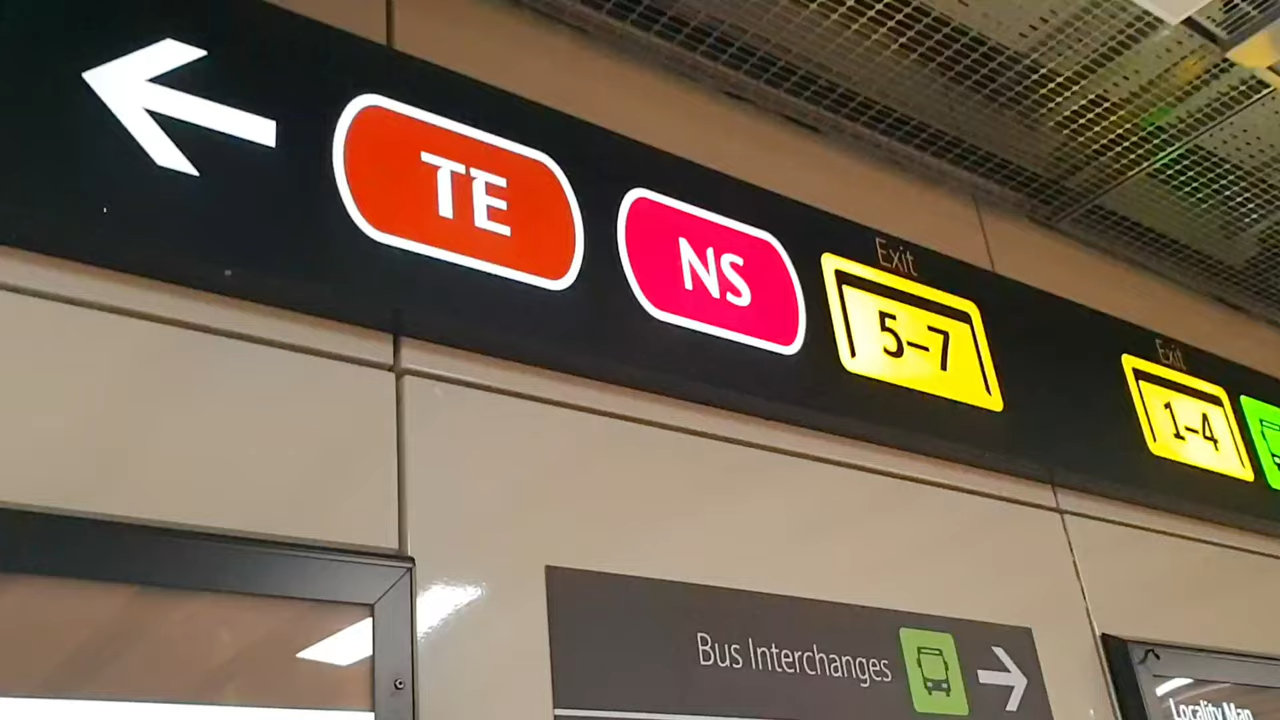 TE
NS
Exit
5–7
Exit
1–4
Bus Interchanges
Locality Map